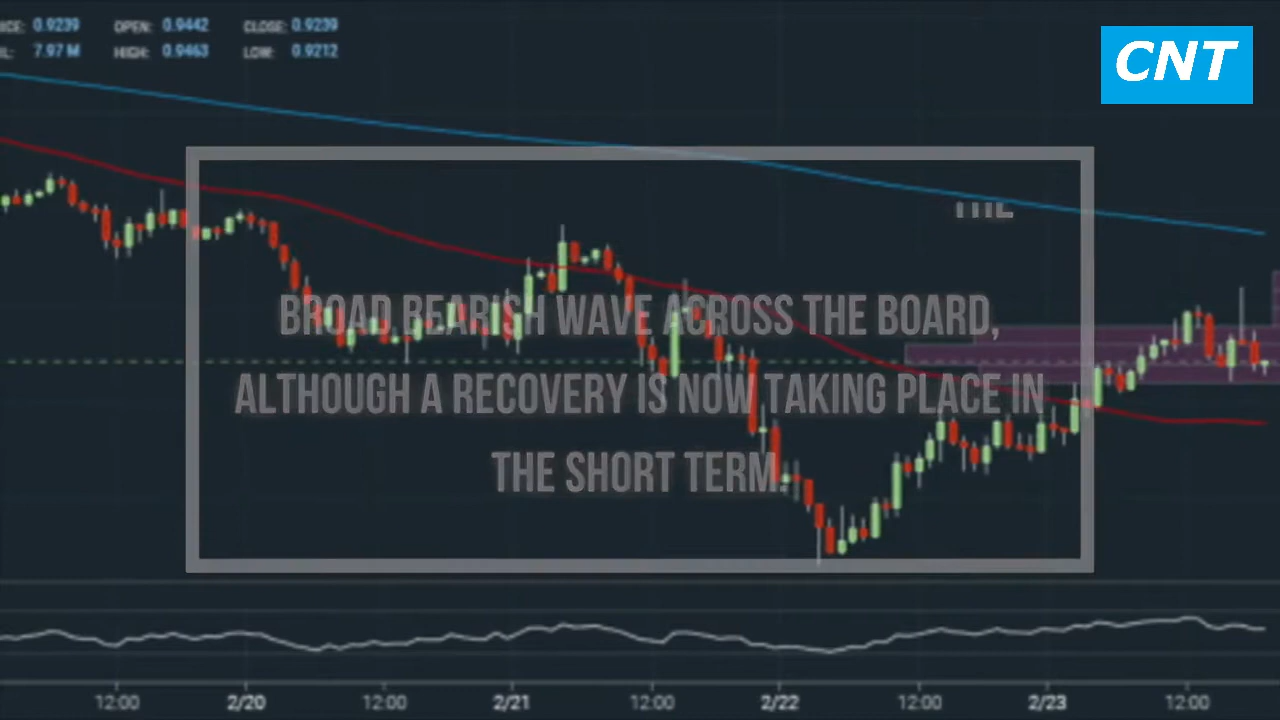 0.9239 OPEN: 0.9442 CLOSE: 0.9239
7.97 M HIGH: 0.9463 LOW: 0.9212
CNT
BROAD BEARISH WAVE ACROSS THE BOARD,
ALTHOUGH A RECOVERY IS NOW TAKING PLACE IN
THE SHORT TERM.
12:00 2/20 12:00 2/21 12:00 2/22 12:00 2/23 12:00